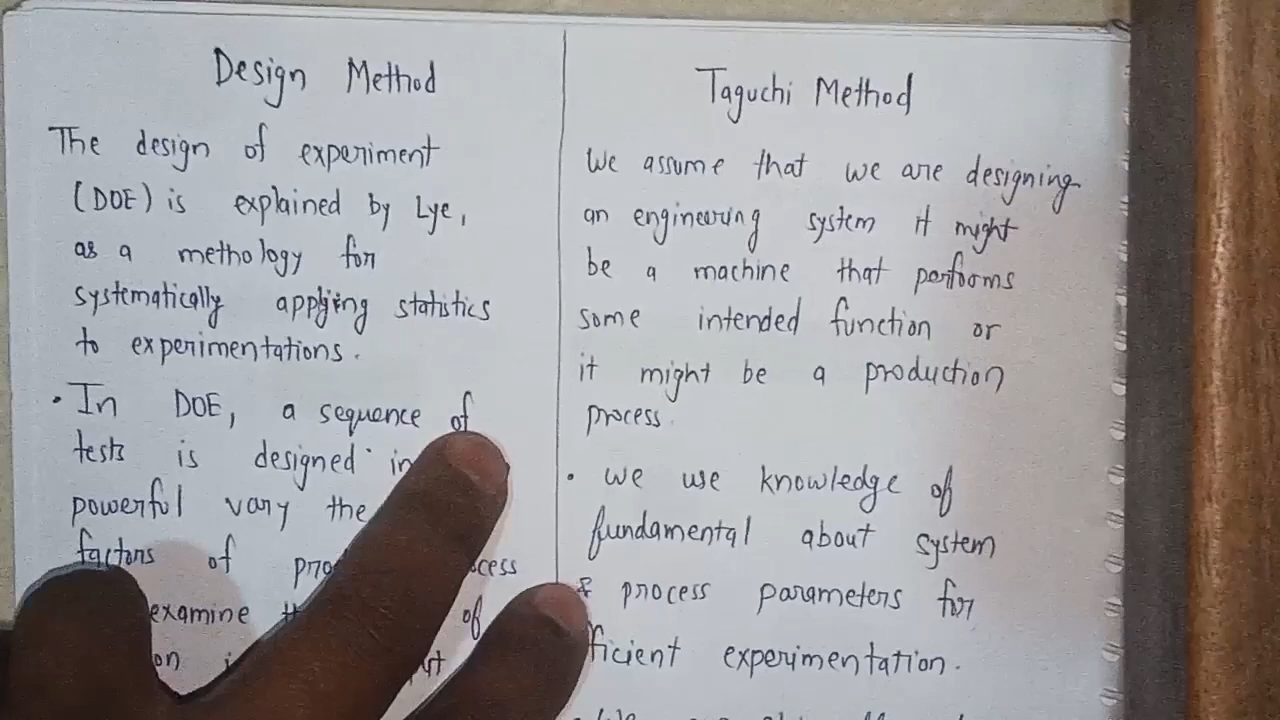 Design Method
The design of experiment
(DOE) is explained by Lye,
as a methology for
systematically applying statistics
to experimentations.
• In DOE, a sequence of
tests is designed in
powerful vary the
factors of
examine of
Taguchi Method
We assume that we are designing
an engineering system it might
be a machine that performs
some intended function or
it might be a production
process.
• We use knowledge of
fundamental about system
& process parameters for
experimentation.